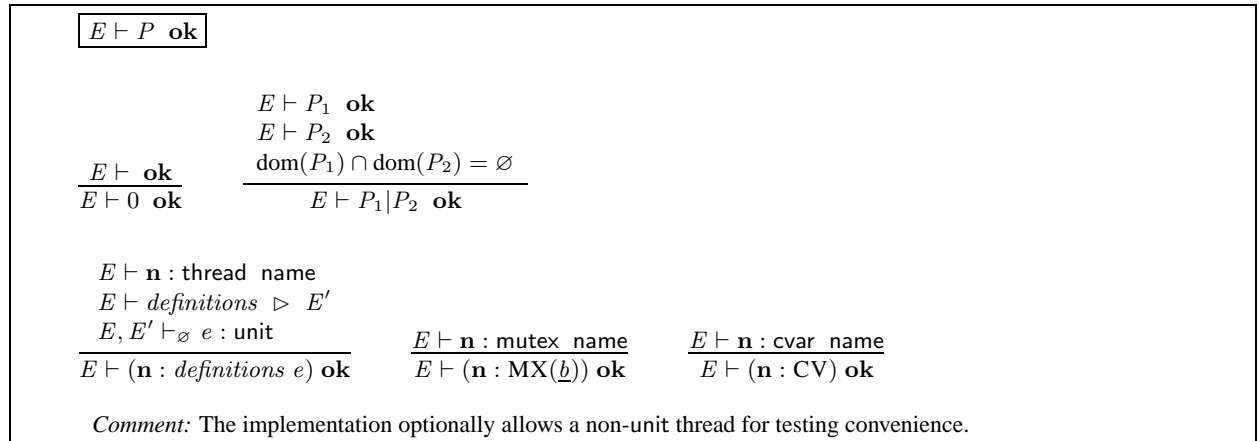 E ⊢ P ok
E ⊢ P₁ ok
E ⊢ P₂ ok
dom(P₁) ∩ dom(P₂) = ∅
E ⊢ P₁|P₂ ok
E ⊢ ok
E ⊢ 0 ok
E ⊢ n : thread name
E ⊢ definitions ▷ E′
E, E′ ⊢∅ e : unit
E ⊢ (n : definitions e) ok
E ⊢ n : mutex name
E ⊢ (n : MX(b)) ok
E ⊢ n : cvar name
E ⊢ (n : CV) ok
Comment: The implementation optionally allows a non-unit thread for testing convenience.